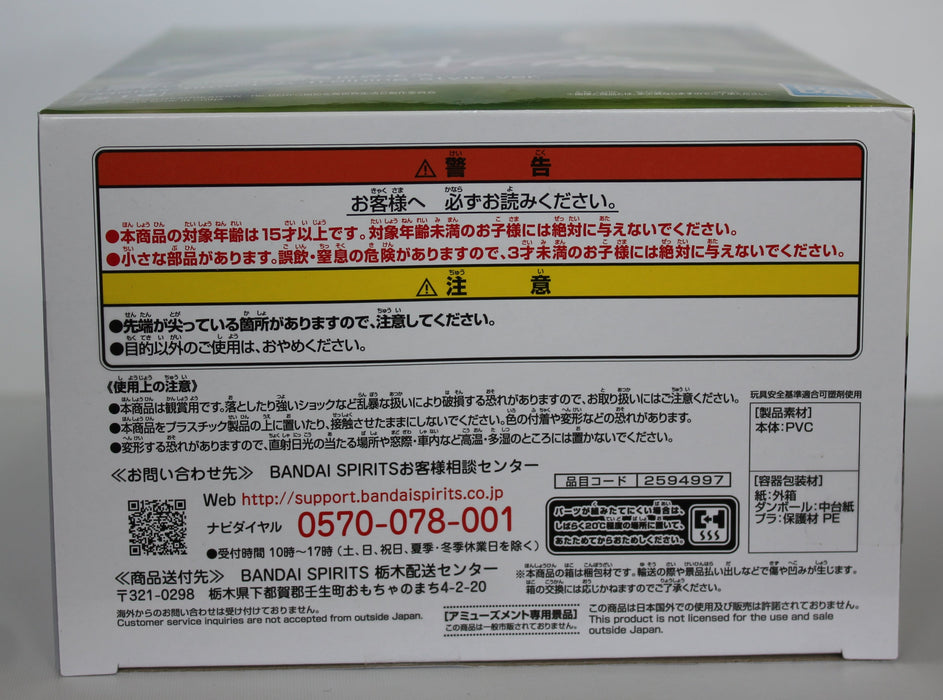 ⚠警告
お客様へ 必ずお読みください。
●本商品の対象年齢は15才以上です。対象年齢未満のお子様には絶対に与えないでください。
●小さな部品があります。誤飲・窒息の危険がありますので、3才未満のお子様には絶対に与えないでください。
⚠注意
●先端が尖っている箇所がありますので、注意してください。
●目的以外のご使用は、おやめください。
《使用上の注意》
●本商品は観賞用です。落としたり強いショックなど乱暴な扱いにより破損する恐れがありますので、お取り扱いにはご注意ください。
●本商品をプラスチック製品の上に置いたり、接触させたままにしないでください。色の付着や変形などの恐れがあります。
●変形する恐れがありますので、直射日光の当たる場所や窓際・車内など高温・多湿のところには置かないでください。
玩具安全基準適合可塑剤使用
[製品素材]
本体:PVC
[容器包装材]
紙:外箱
ダンボール:中台紙
プラ:保護材 PE
≪お問い合わせ先≫ BANDAI SPIRITSお客様相談センター
Web http://support.bandaispirits.co.jp
ナビダイヤル 0570-078-001
●受付時間 10時～17時(土、日、祝日、夏季・冬季休業日を除く)
品目コード 2594997
パーツが組みたてにくい場合は、
しばらく20℃程度の場所に置いて、
あたためてからおためしください。
≪商品送付先≫ BANDAI SPIRITS 栃木配送センター
〒321-0298 栃木県下都賀郡壬生町おもちゃのまち4-2-20
※本商品の箱は梱包材です。輸送の際や景品払い出しなどで傷や凹みが生じます。
箱の交換には応じかねますのでご了承ください。
海外からのお問い合わせは受け付けておりません。
Customer service inquiries are not accepted from outside Japan.
[アミューズメント専用景品]
この商品は一般市販されておりません。
この商品は日本国外での使用及び販売は許諾されておりません。
This product is not licensed for the use and sale
outside Japan.